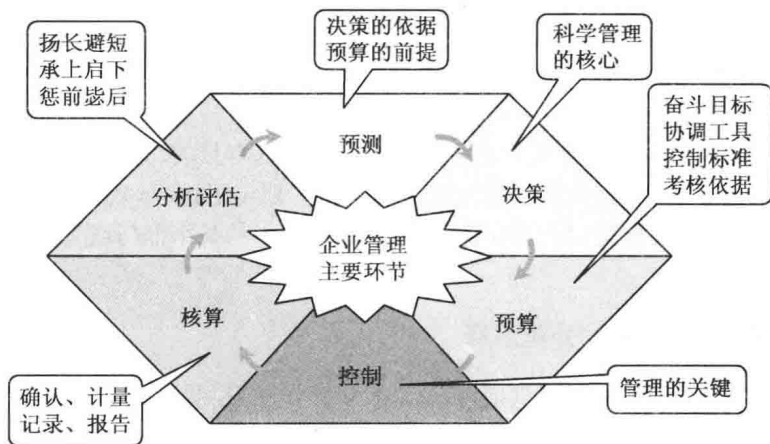 扬长避短
承上启下
惩前毖后
决策的依据
预算的前提
科学管理
的核心
奋斗目标
协调工具
控制标准
考核依据
预测
分析评估
决策
企业管理
主要环节
核算
预算
控制
确认、计量
记录、报告
管理的关键